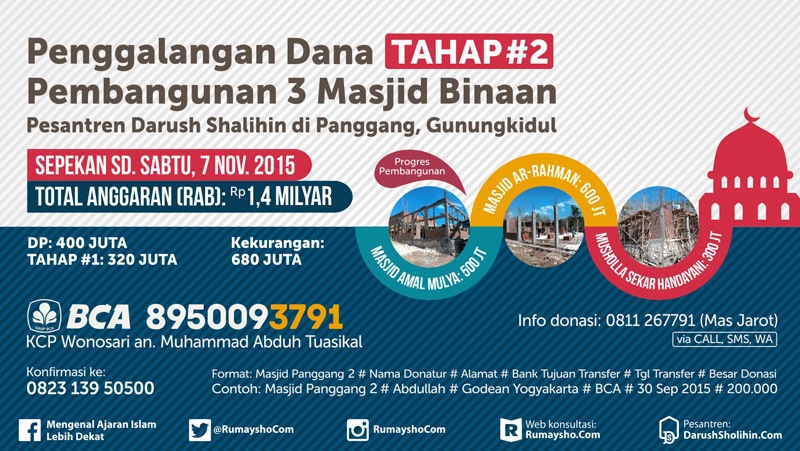 Penggalangan Dana TAHAP #2
Pembangunan 3 Masjid Binaan
Pesantren Darush Shalihin di Panggang, Gunungkidul
SEPEKAN SD. SABTU, 7 NOV. 2015
TOTAL ANGGARAN (RAB): Rp1,4 MILYAR
Progres
Pembangunan
MASJID AMAL MULYA: 500 JT
MASJID AR-RAHMAN: 600 JT
MUSHOLLA SEKAR HANDAYANI: 300 JT
DP: 400 JUTA
TAHAP #1: 320 JUTA
Kekurangan:
680 JUTA
GRUP BCA
BCA 8950093791
KCP Wonosari an. Muhammad Abduh Tuasikal
Info donasi: 0811 267791 (Mas Jarot)
via CALL, SMS, WA
Konfirmasi ke:
0823 139 50500
Format: Masjid Panggang 2 # Nama Donatur # Alamat # Bank Tujuan Transfer # Tgl Transfer # Besar Donasi
Contoh: Masjid Panggang 2 # Abdullah # Godean Yogyakarta # BCA # 30 Sep 2015 # 200.000
Mengenal Ajaran Islam
Lebih Dekat
@RumayshoCom
RumayshoCom
Web konsultasi:
Rumaysho.Com
Pesantren:
DarushSholihin.Com